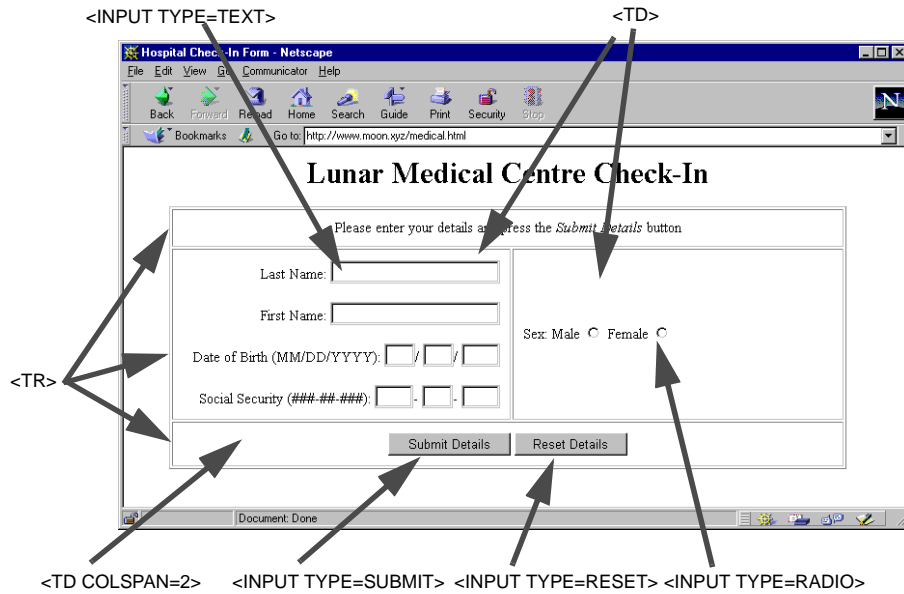 <INPUT TYPE=TEXT> <TD>
Hospital Check-In Form - Netscape
File Edit View Go Communicator Help
Back Forward Reload Home Search Guide Print Security Stop
N
Bookmarks Go to: http://www.moon.xyz/medical.html
Lunar Medical Centre Check-In
Please enter your details and press the Submit Details button
Last Name:
First Name:
Sex: Male Female
Date of Birth (MM/DD/YYYY): / /
<TR>
Social Security (###-##-###): - -
Submit Details Reset Details
Document: Done
<TD COLSPAN=2> <INPUT TYPE=SUBMIT> <INPUT TYPE=RESET> <INPUT TYPE=RADIO>